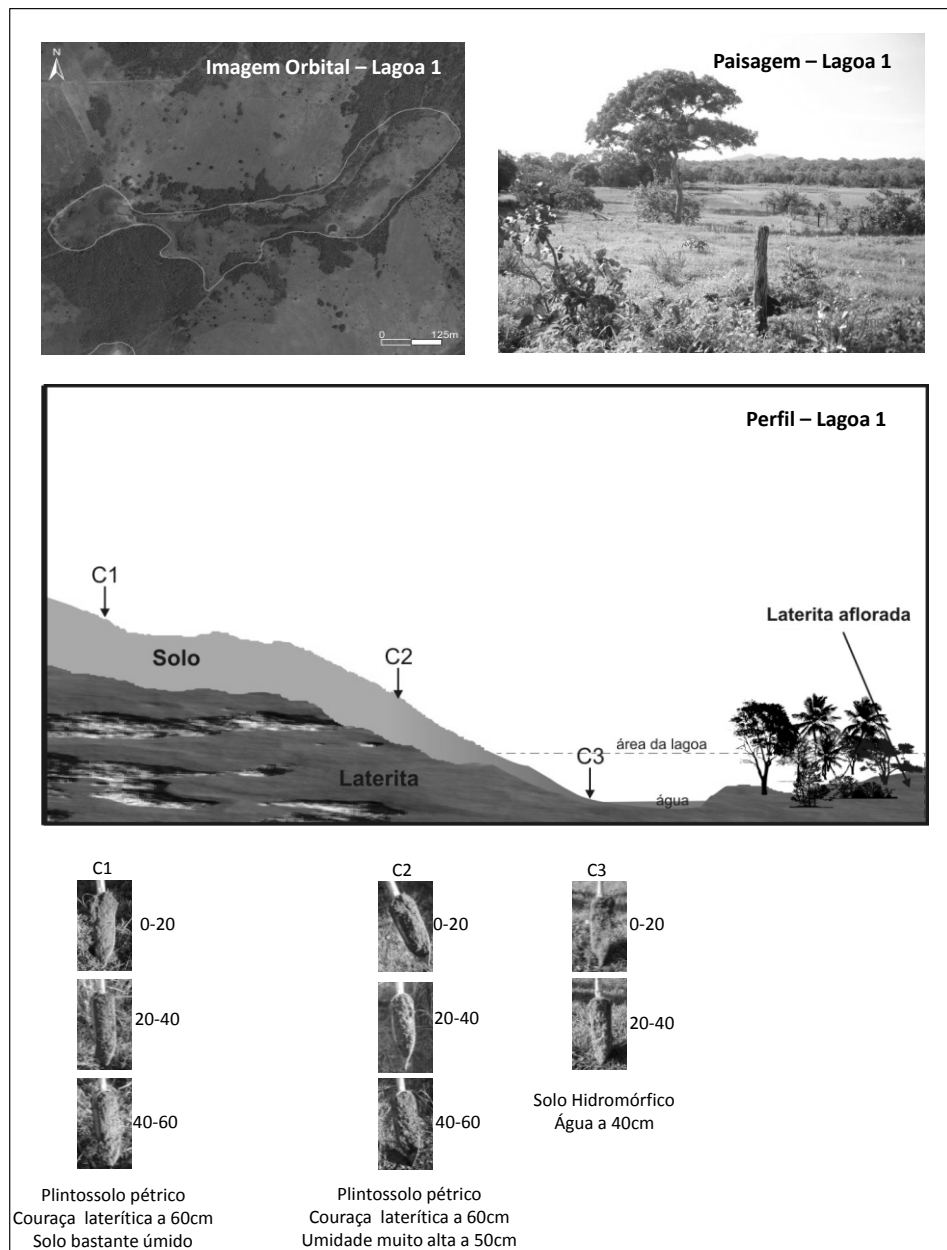 Imagem Orbital – Lagoa 1
N
0 125m
Paisagem – Lagoa 1
Perfil – Lagoa 1
C1
Solo
C2
Laterita aflorada
área da lagoa
C3
Laterita
água
C1
0-20
20-40
40-60
Plintossolo pétrico
Couraça laterítica a 60cm
Solo bastante úmido
C2
0-20
20-40
40-60
Plintossolo pétrico
Couraça laterítica a 60cm
Umidade muito alta a 50cm
C3
0-20
20-40
Solo Hidromórfico
Água a 40cm